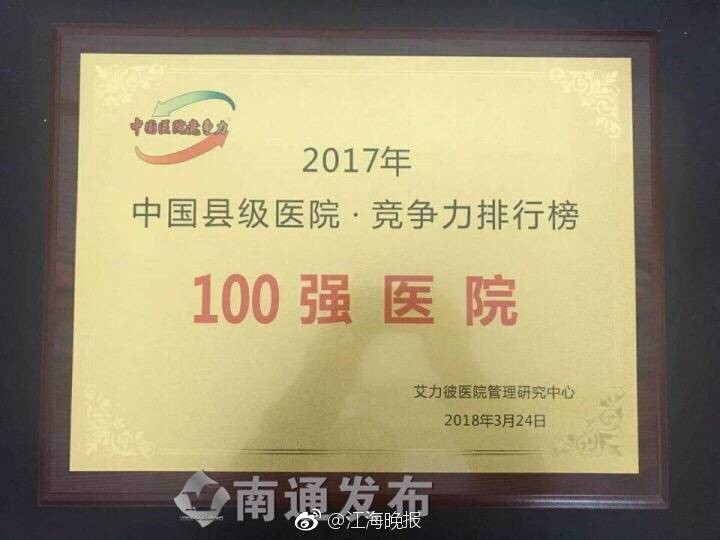 中国医院竞争力
2017年
中国县级医院·竞争力排行榜
100强医院
艾力彼医院管理研究中心
2018年3月24日
南通发布
@江海晚报